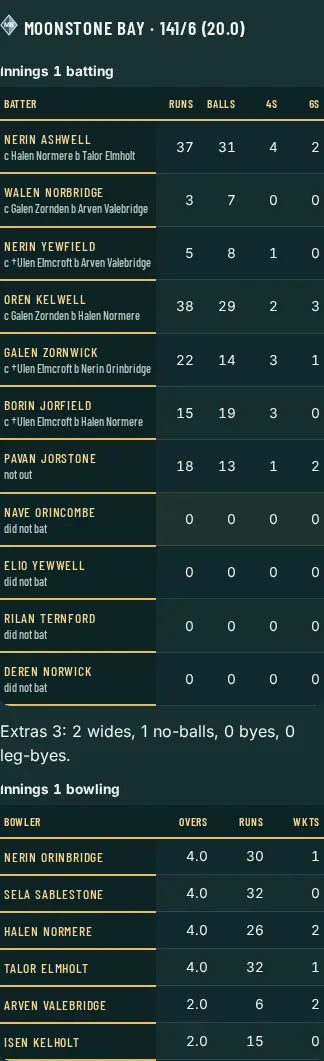 MB MOONSTONE BAY · 141/6 (20.0)
Innings 1 batting
BATTER RUNS BALLS 4S 6S
NERIN ASHWELL 37 31 4 2
c Halen Normere b Talor Elmholt
WALEN NORBRIDGE 3 7 0 0
c Galen Zornden b Arven Valebridge
NERIN YEWFIELD 5 8 1 0
c †Ulen Elmcroft b Arven Valebridge
OREN KELWELL 38 29 2 3
c Galen Zornden b Halen Normere
GALEN ZORNWICK 22 14 3 1
c †Ulen Elmcroft b Nerin Orinbridge
BORIN JORFIELD 15 19 3 0
c †Ulen Elmcroft b Halen Normere
PAVAN JORSTONE 18 13 1 2
not out
NAVE ORINCOMBE 0 0 0 0
did not bat
ELIO YEWWELL 0 0 0 0
did not bat
RILAN TERNFORD 0 0 0 0
did not bat
DEREN NORWICK 0 0 0 0
did not bat
Extras 3: 2 wides, 1 no-balls, 0 byes, 0
leg-byes.
Innings 1 bowling
BOWLER OVERS RUNS WKTS
NERIN ORINBRIDGE 4.0 30 1
SELA SABLESTONE 4.0 32 0
HALEN NORMERE 4.0 26 2
TALOR ELMHOLT 4.0 32 1
ARVEN VALEBRIDGE 2.0 6 2
ISEN KELHOLT 2.0 15 0